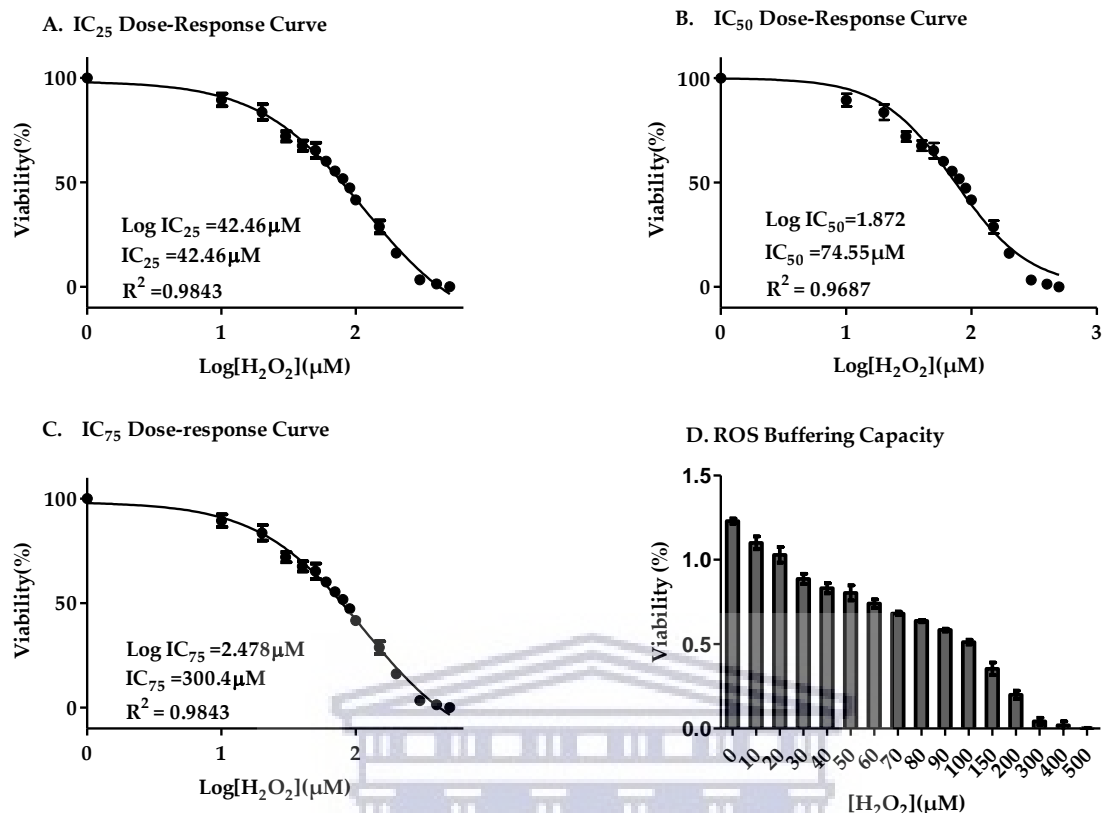 A. IC₂₅ Dose-Response Curve
100
50
0
Viability(%)
Log IC₂₅ =42.46μM
IC₂₅ =42.46μM
R² =0.9843
0 1 2
Log[H₂O₂](μM)
B. IC₅₀ Dose-Response Curve
100
50
0
Viability(%)
Log IC₅₀=1.872
IC₅₀ =74.55μM
R² = 0.9687
0 1 2 3
Log[H₂O₂](μM)
C. IC₇₅ Dose-response Curve
100
50
0
Viability(%)
Log IC₇₅ =2.478μM
IC₇₅ =300.4μM
R² = 0.9843
0 1 2
Log[H₂O₂](μM)
D. ROS Buffering Capacity
1.5
1.0
0.5
0.0
Viability (%)
0 10 20 30 40 50 60 70 80 90 100 150 200 300 400 500
[H₂O₂](μM)